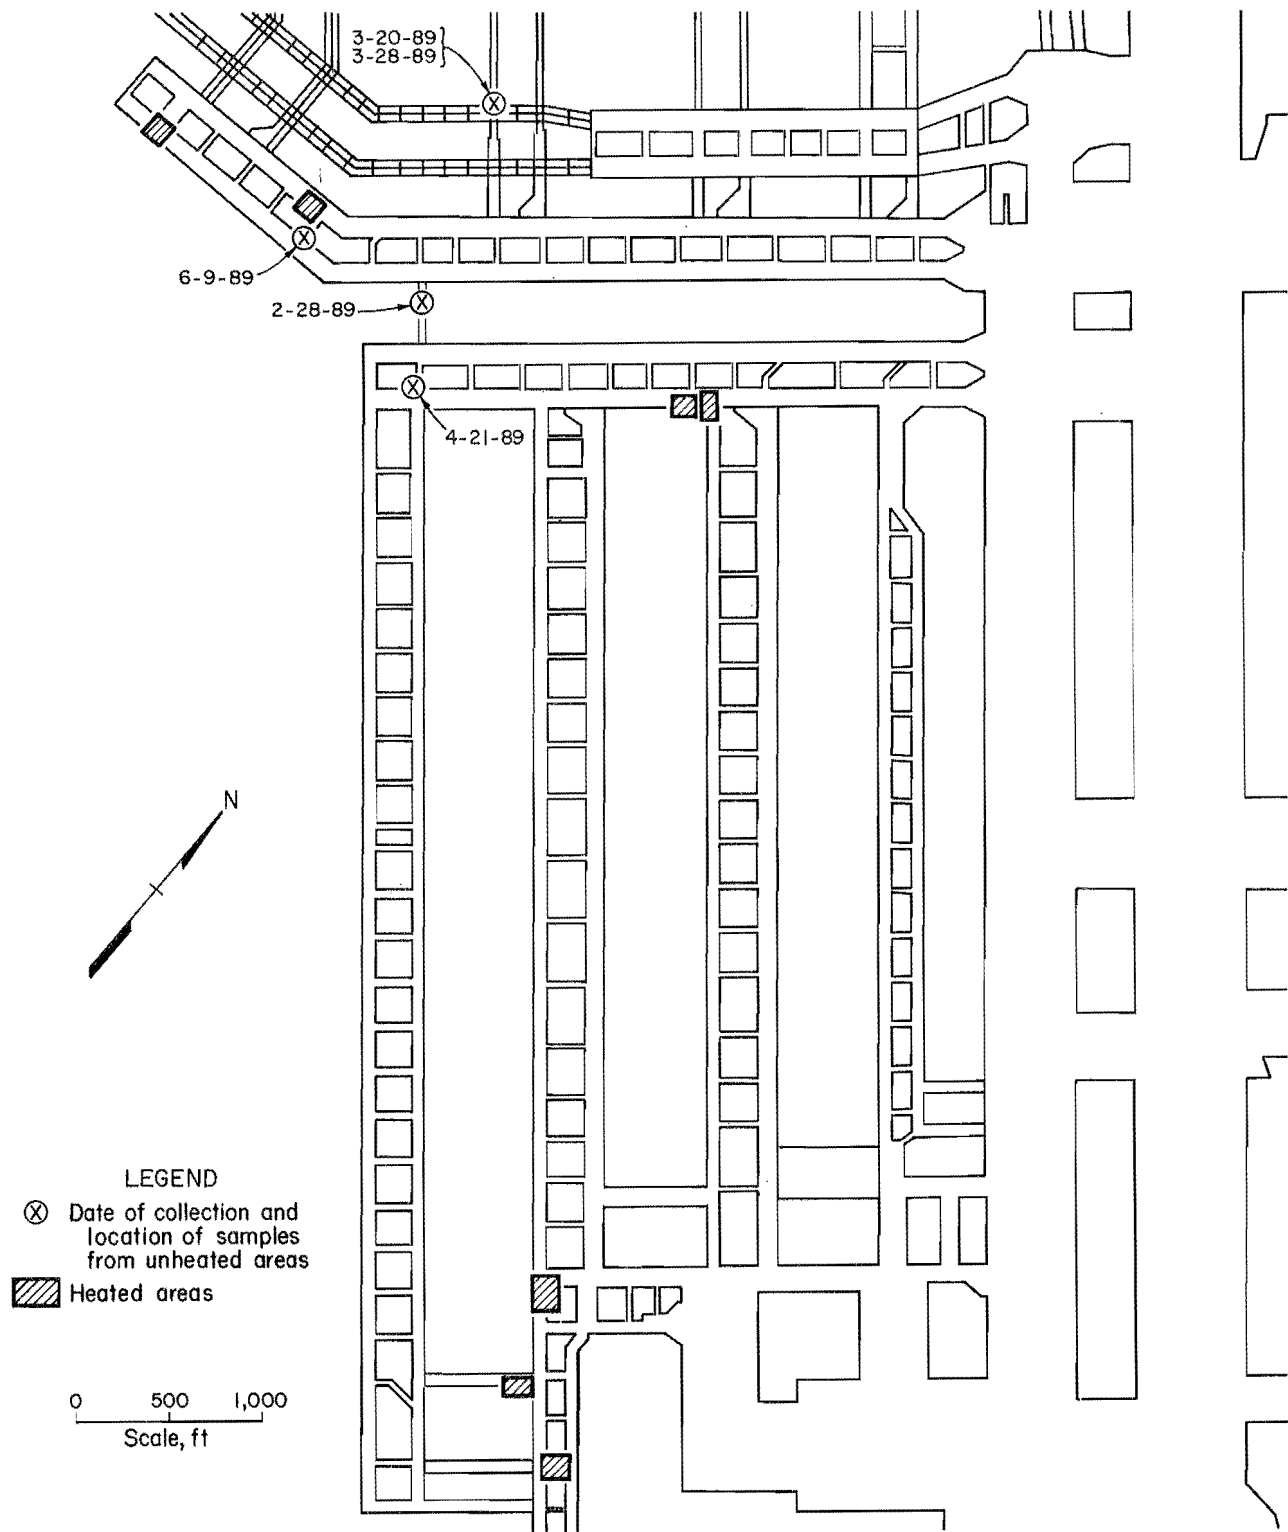 3-20-89
3-28-89
6-9-89
2-28-89
4-21-89
N
LEGEND
Date of collection and
location of samples
from unheated areas
Heated areas
0 500 1,000
Scale, ft